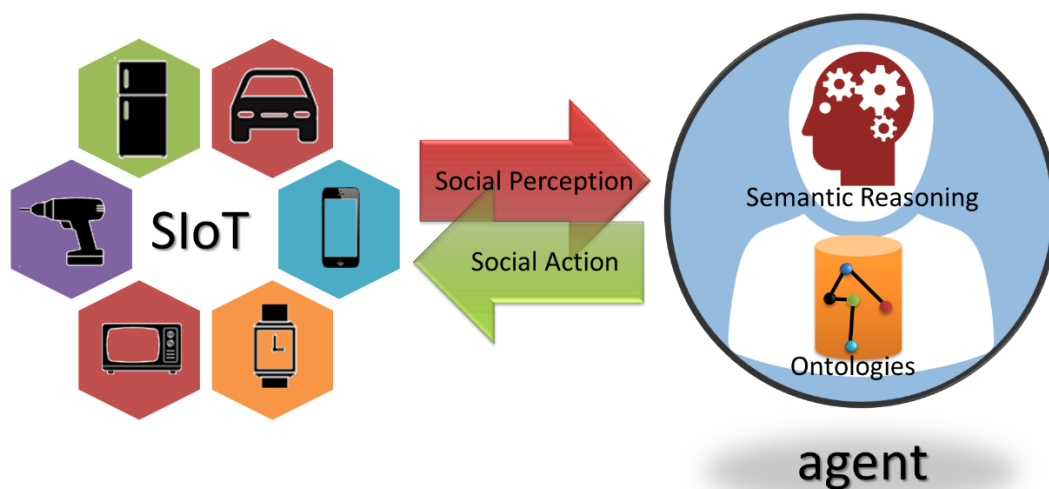 SIoT
Social Perception
Social Action
Semantic Reasoning
Ontologies
agent